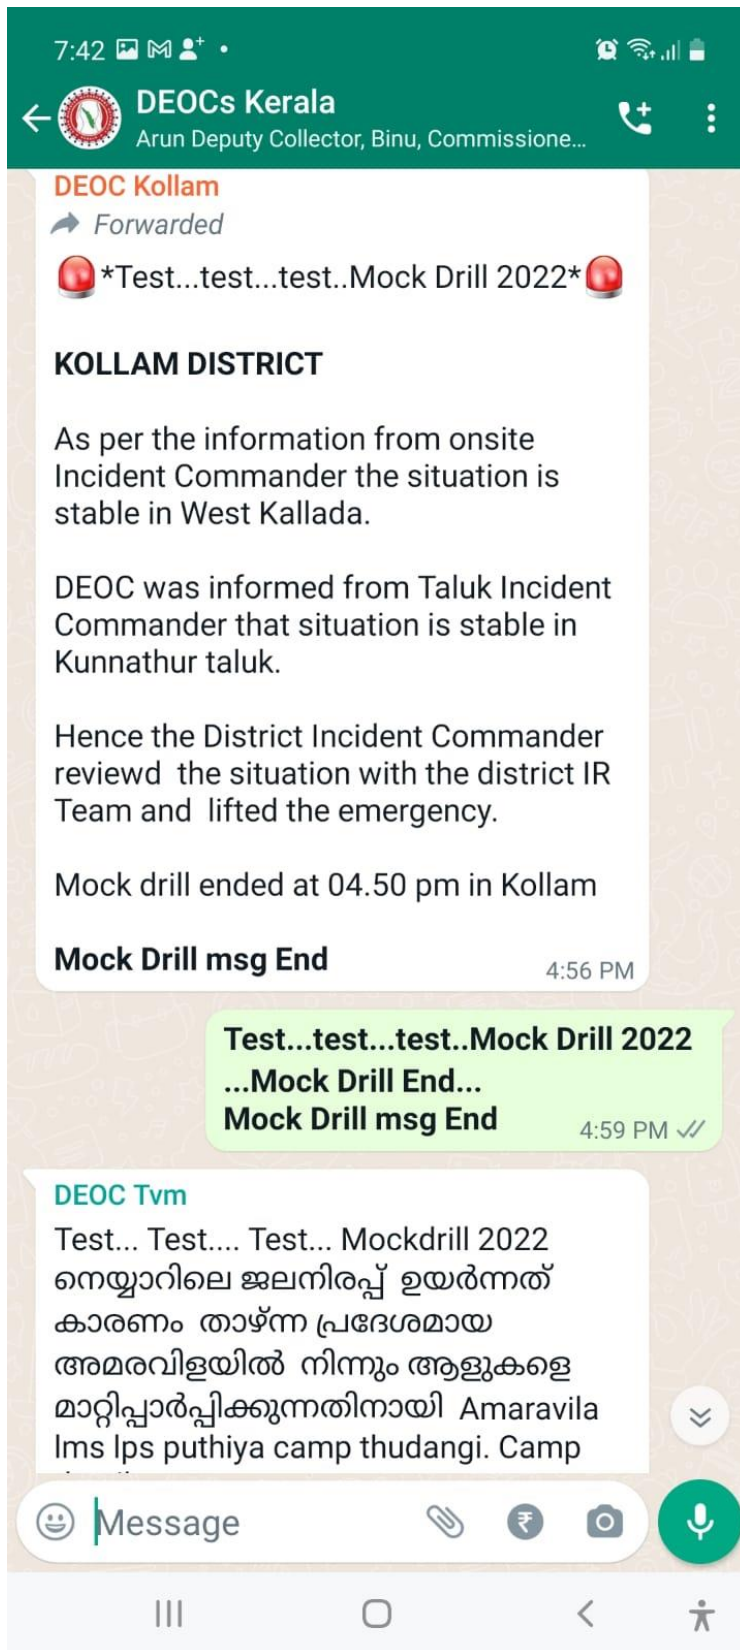 7:42
DEOCs Kerala
Arun Deputy Collector, Binu, Commissione...
DEOC Kollam
Forwarded
*Test...test...test..Mock Drill 2022*
KOLLAM DISTRICT
As per the information from onsite
Incident Commander the situation is
stable in West Kallada.
DEOC was informed from Taluk Incident
Commander that situation is stable in
Kunnathur taluk.
Hence the District Incident Commander
reviewd  the situation with the district IR
Team and  lifted the emergency.
Mock drill ended at 04.50 pm in Kollam
Mock Drill msg End
4:56 PM
Test...test...test..Mock Drill 2022
...Mock Drill End...
Mock Drill msg End
4:59 PM
DEOC Tvm
Test... Test.... Test... Mockdrill 2022
നെയ്യാറിലെ ജലനിരപ്പ്  ഉയർന്നത്
കാരണം  താഴ്ന്ന പ്രദേശമായ
അമരവിളയിൽ  നിന്നും ആളുകളെ
മാറ്റിപ്പാർപ്പിക്കുന്നതിനായി  Amaravila
lms lps puthiya camp thudangi. Camp
Message